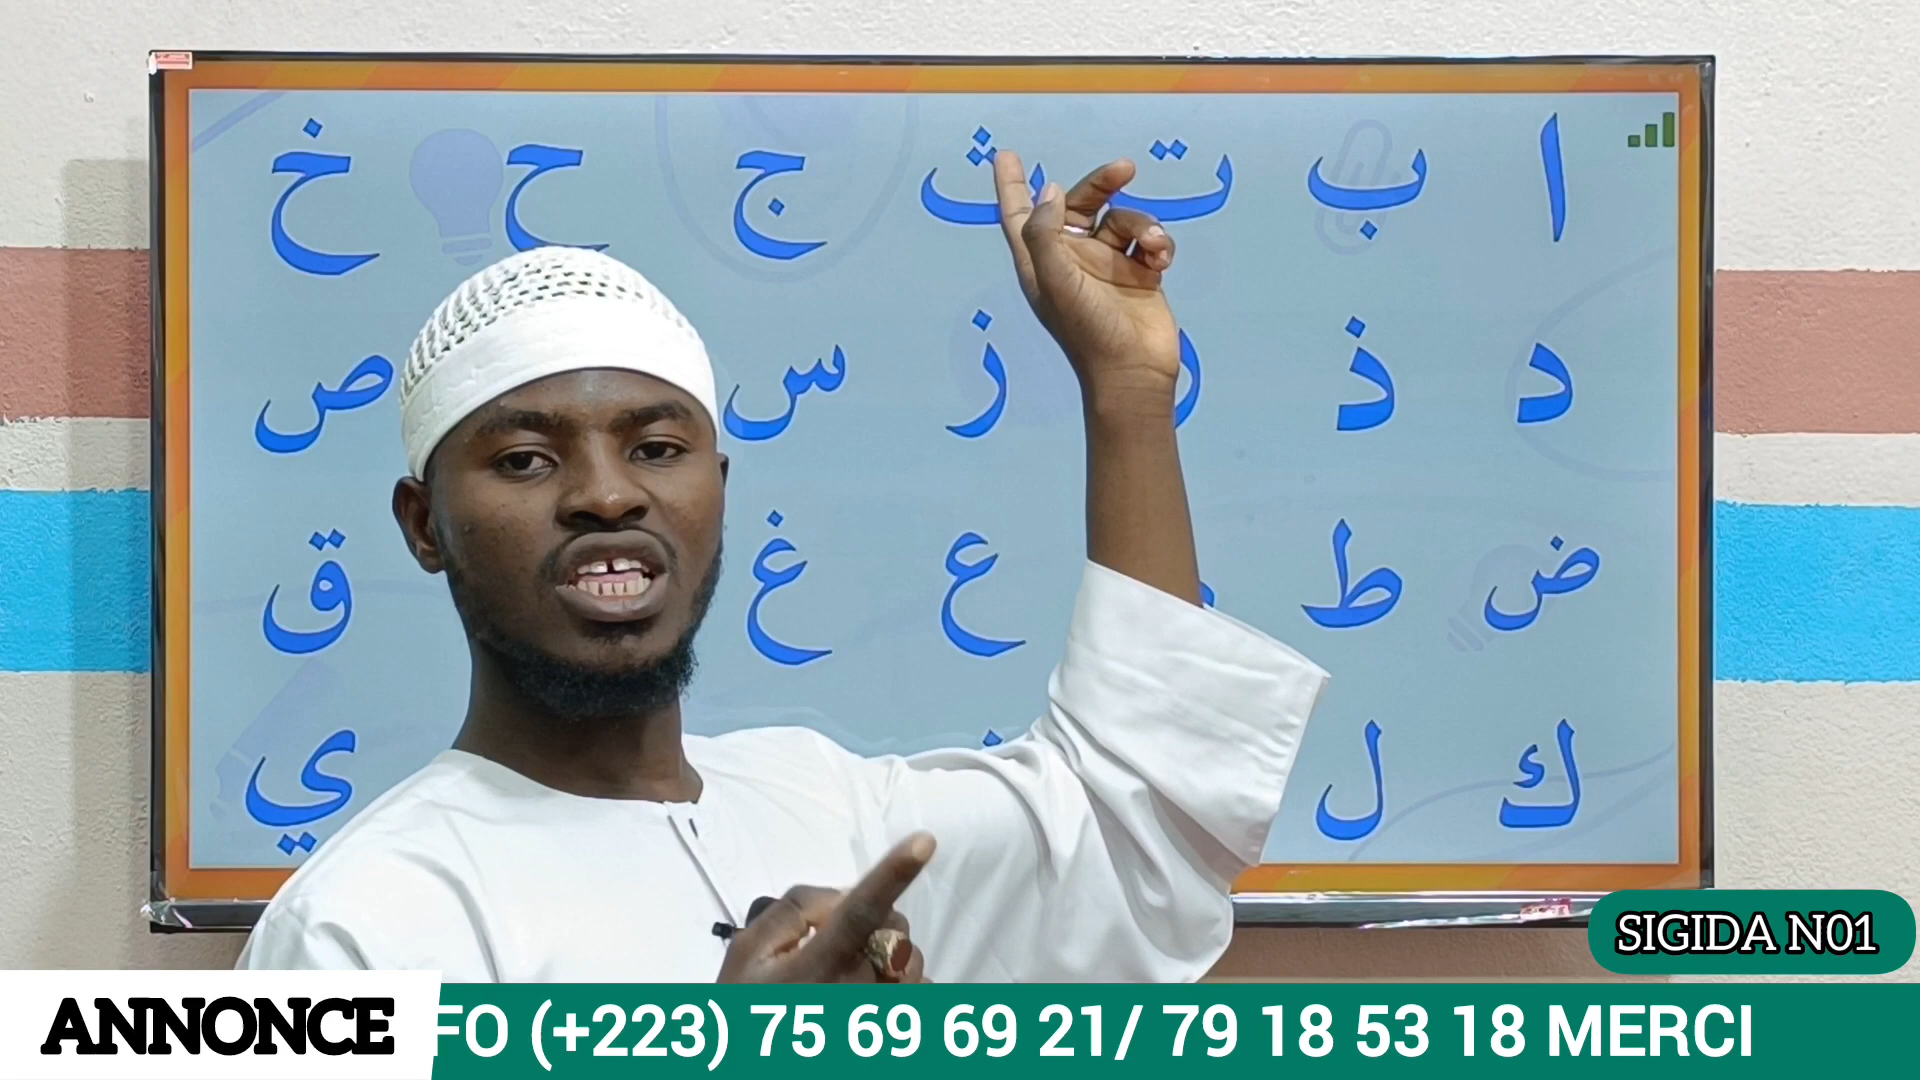 ا ب ت ث ج ح خ
د ذ ز س ص
ض ط ع غ ق
ك ل ي
SIGIDA N01
ANNONCE
FO (+223) 75 69 69 21/ 79 18 53 18 MERCI